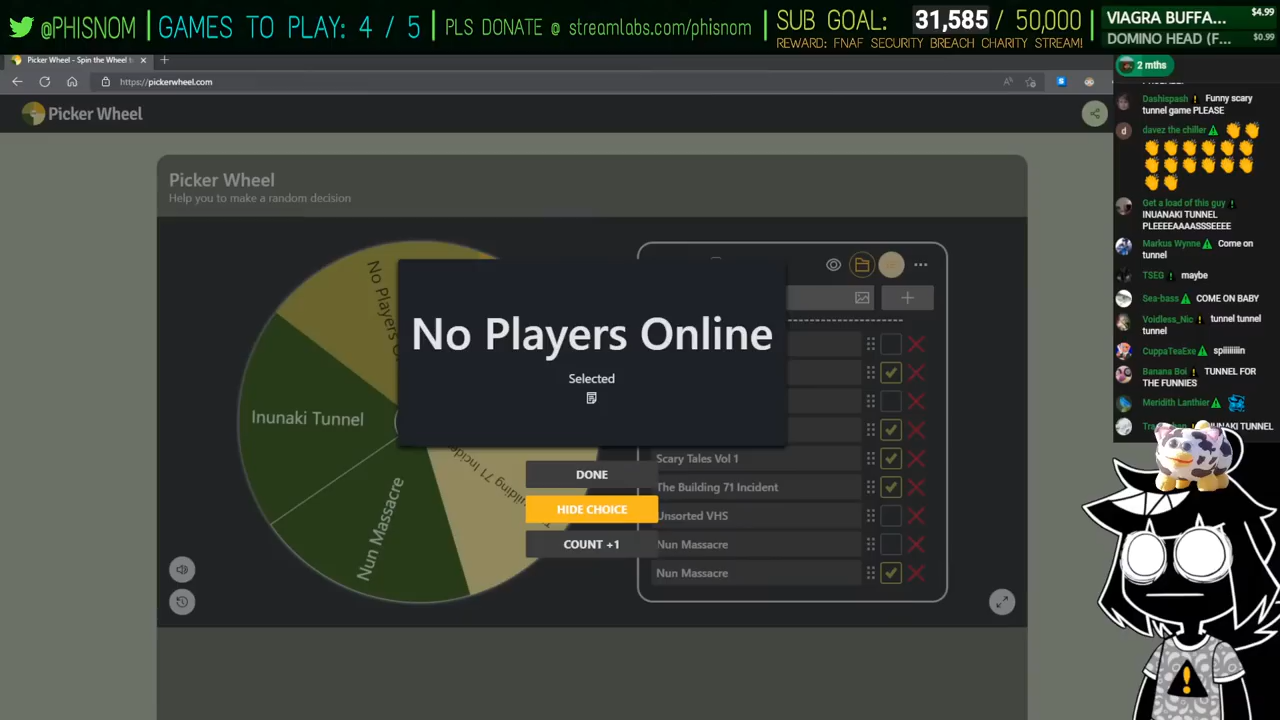 @PHISNOM
GAMES TO PLAY: 4 / 5
PLS DONATE @ streamlabs.com/phisnom
SUB GOAL: 31,585 / 50,000
REWARD: FNAF SECURITY BREACH CHARITY STREAM!
VIAGRA BUFFA... $4.99
DOMINO HEAD (F... $0.99
Picker Wheel - Spin the Wheel to
https://pickerwheel.com
Picker Wheel
Picker Wheel
Help you to make a random decision
No Players
Inunaki Tunnel
Nun Massacre
Building 71 Incid
No Players Online
Selected
DONE
HIDE CHOICE
COUNT +1
Scary Tales Vol 1
The Building 71 Incident
Unsorted VHS
Nun Massacre
Nun Massacre
2 mths
Dashispash Funny scary
tunnel game PLEASE
davez the chiller
Get a load of this guy
INUANAKI TUNNEL
PLEEEEAAAASSSEEEE
Markus Wynne Come on
tunnel
TSEG maybe
Sea-bass COME ON BABY
Voidless_Nic tunnel tunnel
tunnel
CuppaTeaExe spiiiiiiiin
Banana Boi TUNNEL FOR
THE FUNNIES
Meridith Lanthier
TUNNEL